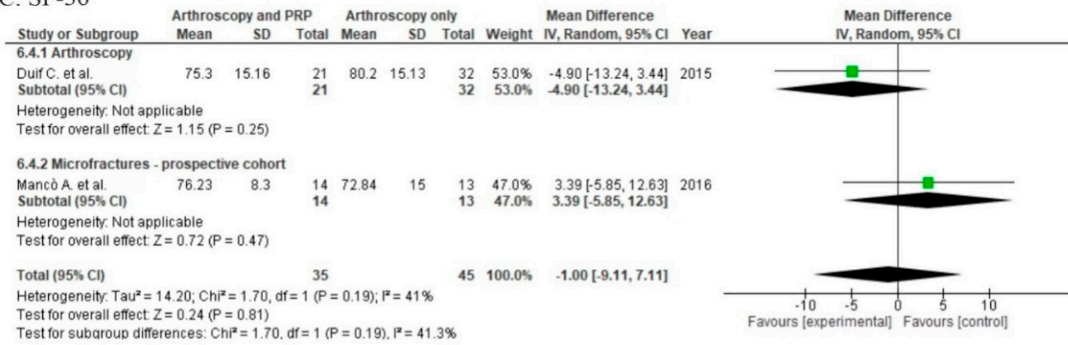 C. SF-36
Arthroscopy and PRP Arthroscopy only Mean Difference Mean Difference
Study or Subgroup Mean SD Total Mean SD Total Weight IV, Random, 95% CI Year IV, Random, 95% CI
6.4.1 Arthroscopy
Duif C. et al. 75.3 15.16 21 80.2 15.13 32 53.0% -4.90 [-13.24, 3.44] 2015
Subtotal (95% CI) 21 32 53.0% -4.90 [-13.24, 3.44]
Heterogeneity: Not applicable
Test for overall effect: Z = 1.15 (P = 0.25)
6.4.2 Microfractures - prospective cohort
Mancò A. et al. 76.23 8.3 14 72.84 15 13 47.0% 3.39 [-5.85, 12.63] 2016
Subtotal (95% CI) 14 13 47.0% 3.39 [-5.85, 12.63]
Heterogeneity: Not applicable
Test for overall effect: Z = 0.72 (P = 0.47)
Total (95% CI) 35 45 100.0% -1.00 [-9.11, 7.11]
Heterogeneity: Tau² = 14.20; Chi² = 1.70, df = 1 (P = 0.19); I² = 41%
Test for overall effect: Z = 0.24 (P = 0.81)
Test for subgroup differences: Chi² = 1.70, df = 1 (P = 0.19), I² = 41.3%
-10 -5 0 5 10
Favours [experimental] Favours [control]